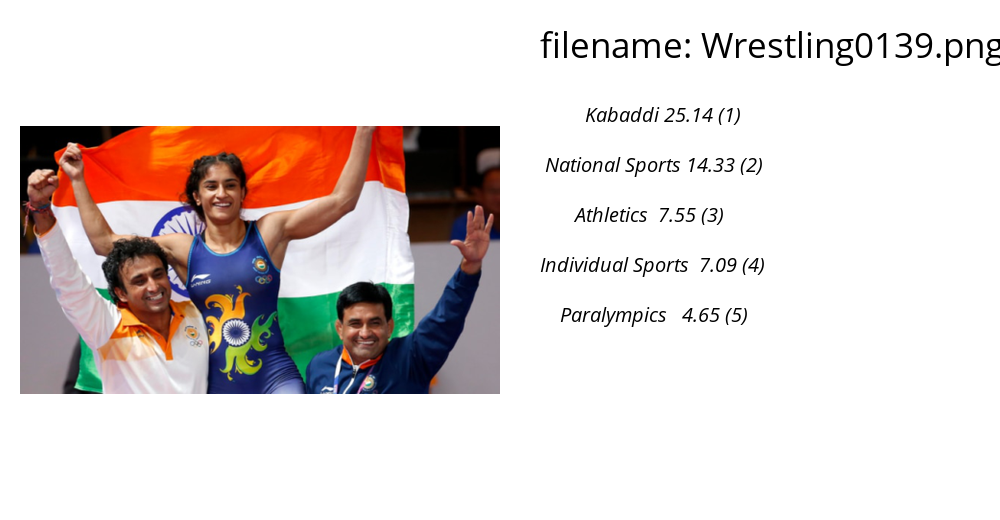 filename: Wrestling0139.png
Kabaddi 25.14 (1)
National Sports 14.33 (2)
Athletics 7.55 (3)
Individual Sports 7.09 (4)
Paralympics 4.65 (5)